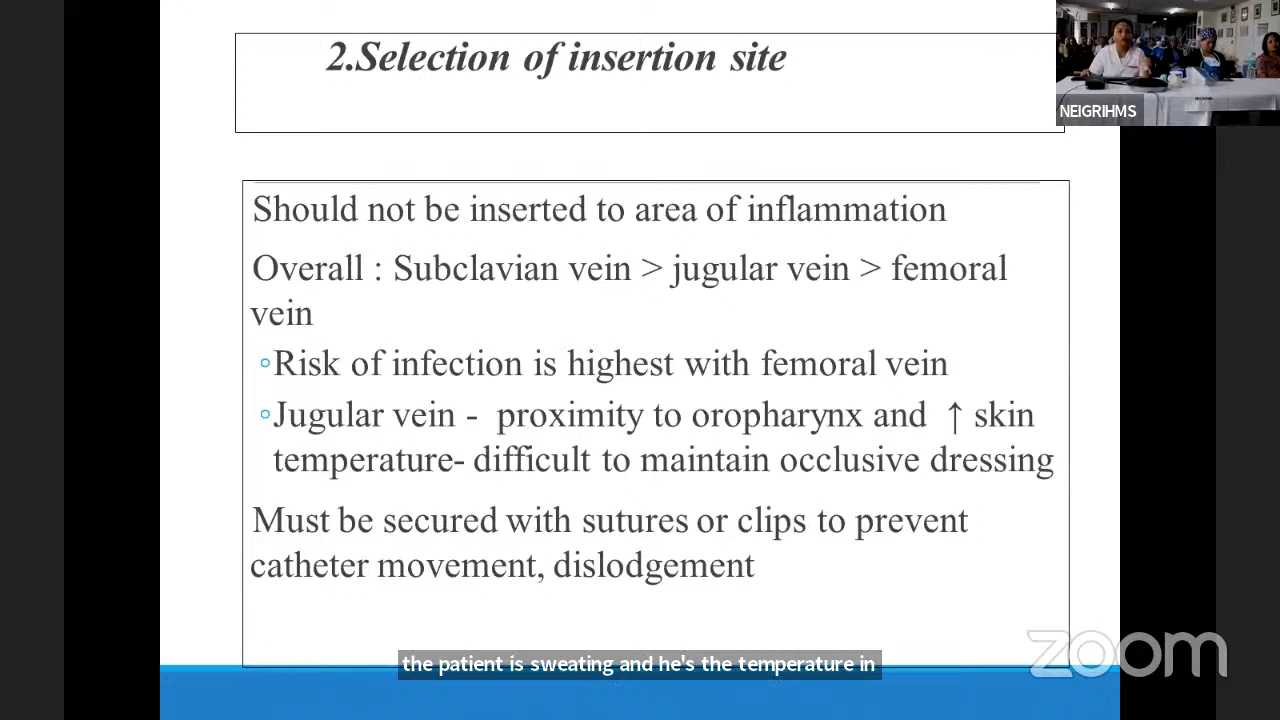 2.Selection of insertion site
NEIGRIHMS
Should not be inserted to area of inflammation
Overall : Subclavian vein > jugular vein > femoral
vein
◦Risk of infection is highest with femoral vein
◦Jugular vein - proximity to oropharynx and ↑ skin
temperature- difficult to maintain occlusive dressing
Must be secured with sutures or clips to prevent
catheter movement, dislodgement
zoom
the patient is sweating and he's the temperature in